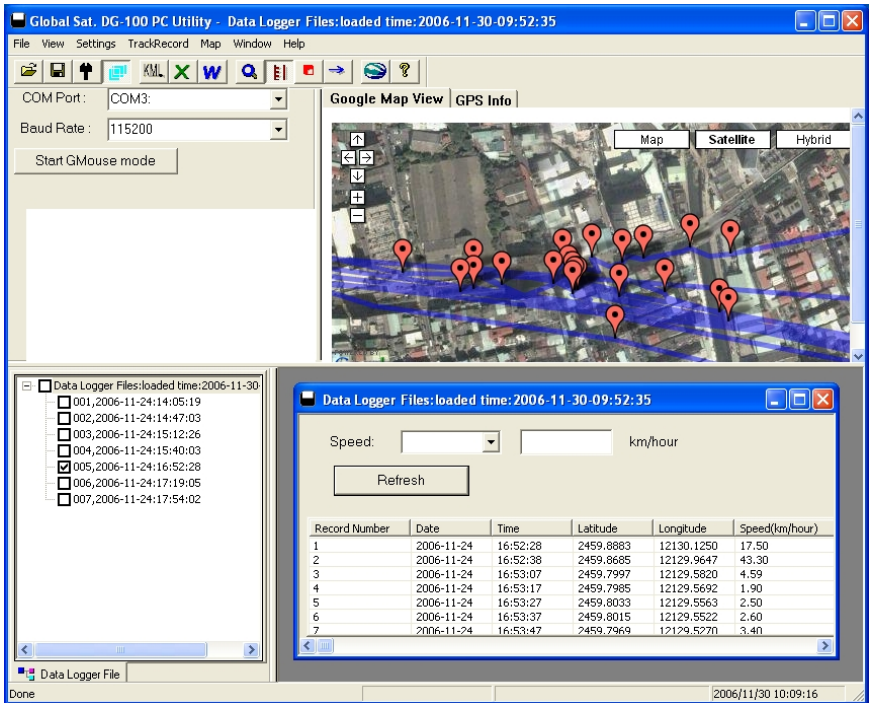 Global Sat. DG-100 PC Utility - Data Logger Files:loaded time:2006-11-30-09:52:35
File View Settings TrackRecord Map Window Help
KML X W ?
COM Port: COM3:
Baud Rate: 115200
Start GMouse mode
Google Map View GPS Info
Map Satellite Hybrid
Data Logger Files:loaded time:2006-11-30-
001,2006-11-24:14:05:19
002,2006-11-24:14:47:03
003,2006-11-24:15:12:26
004,2006-11-24:15:40:03
005,2006-11-24:16:52:28
006,2006-11-24:17:19:05
007,2006-11-24:17:54:02
Data Logger File
Data Logger Files:loaded time:2006-11-30-09:52:35
Speed: km/hour
Refresh
Record Number Date Time Latitude Longitude Speed(km/hour)
1 2006-11-24 16:52:28 2459.8883 12130.1250 17.50
2 2006-11-24 16:52:38 2459.8685 12129.9647 43.30
3 2006-11-24 16:53:07 2459.7997 12129.5820 4.59
4 2006-11-24 16:53:17 2459.7985 12129.5692 1.90
5 2006-11-24 16:53:27 2459.8033 12129.5563 2.50
6 2006-11-24 16:53:37 2459.8015 12129.5522 2.60
7 2006-11-24 16:53:47 2459.7969 12129.5270 3.40
Done 2006/11/30 10:09:16